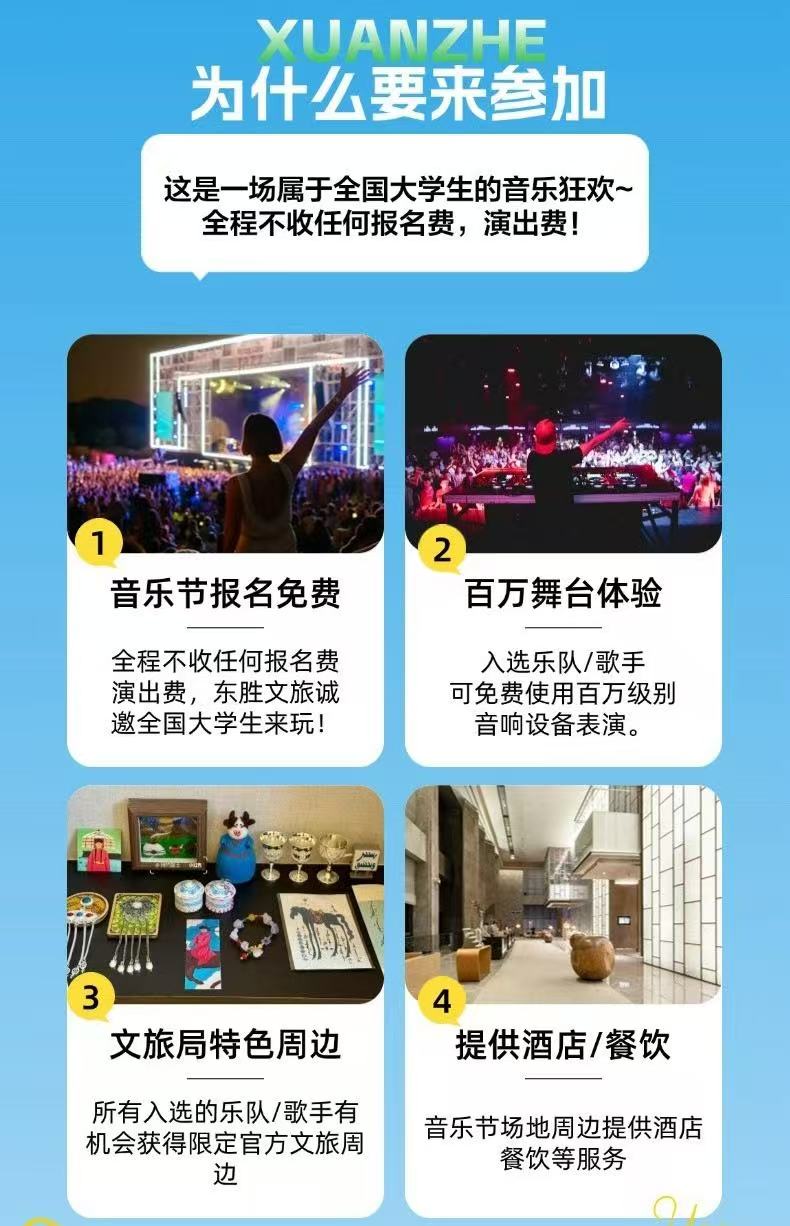 XUANZHE
为什么要来参加
这是一场属于全国大学生的音乐狂欢~
全程不收任何报名费，演出费！
1
音乐节报名免费
全程不收任何报名费
演出费，东胜文旅诚
邀全国大学生来玩！
2
百万舞台体验
入选乐队/歌手
可免费使用百万级别
音响设备表演。
3
文旅局特色周边
所有入选的乐队/歌手有
机会获得限定官方文旅周
边
4
提供酒店/餐饮
音乐节场地周边提供酒店
餐饮等服务